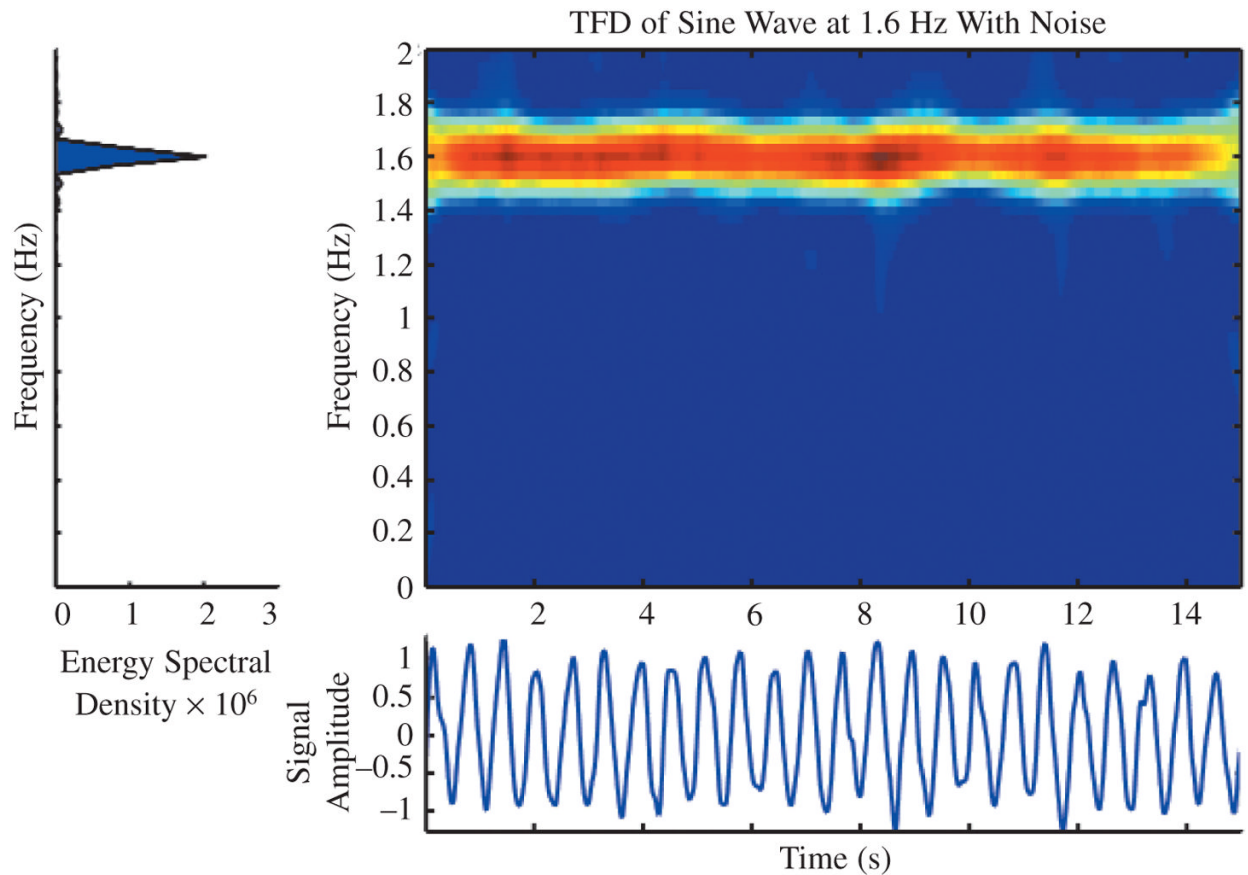 TFD of Sine Wave at 1.6 Hz With Noise
2
1.8
1.6
1.4
1.2
1
0.8
0.6
0.4
0.2
0
Frequency (Hz)
Frequency (Hz)
0 1 2 3
2 4 6 8 10 12 14
Energy Spectral
Density × 10⁶
Signal
Amplitude
1
0.5
0
–0.5
–1
Time (s)